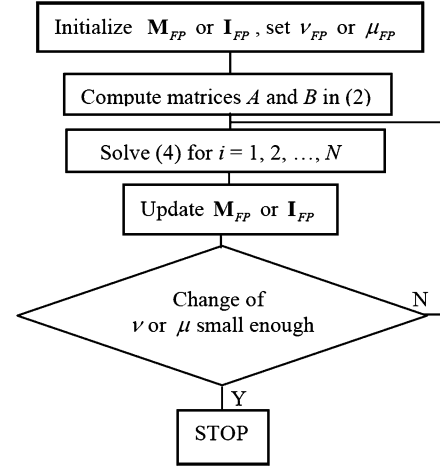 Initialize M_FP or I_FP, set ν_FP or μ_FP
Compute matrices A and B in (2)
Solve (4) for i = 1, 2, …, N
Update M_FP or I_FP
Change of
ν or μ small enough
N
Y
STOP